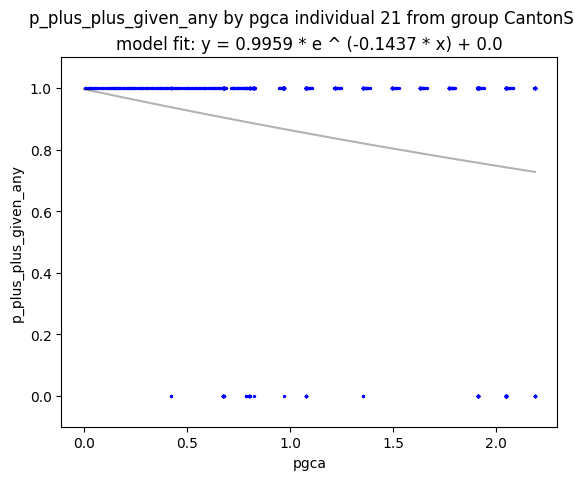 p_plus_plus_given_any by pgca individual 21 from group CantonS
model fit: y = 0.9959 * e ^ (-0.1437 * x) + 0.0
1.0
0.8
0.6
0.4
0.2
0.0
p_plus_plus_given_any
0.0 0.5 1.0 1.5 2.0
pgca